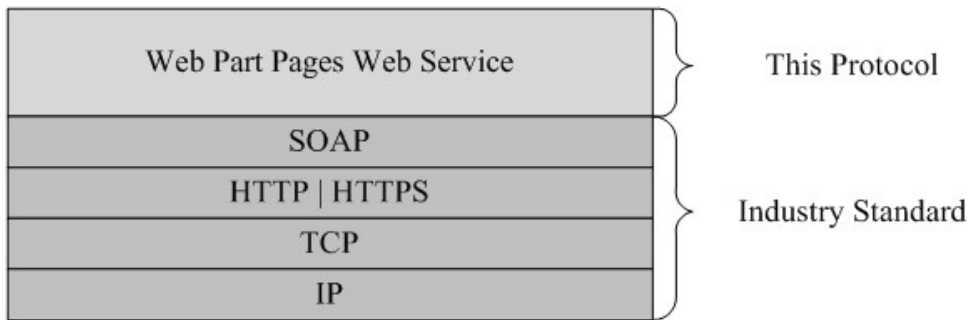 Web Part Pages Web Service
This Protocol
SOAP
HTTP | HTTPS
Industry Standard
TCP
IP